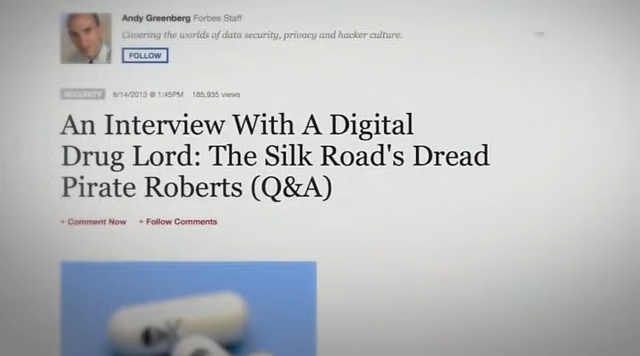 Andy Greenberg Forbes Staff
Covering the worlds of data security, privacy and hacker culture.
FOLLOW
SECURITY 8/14/2013 @ 1:45PM 185,935 views
An Interview With A Digital
Drug Lord: The Silk Road's Dread
Pirate Roberts (Q&A)
+ Comment Now + Follow Comments